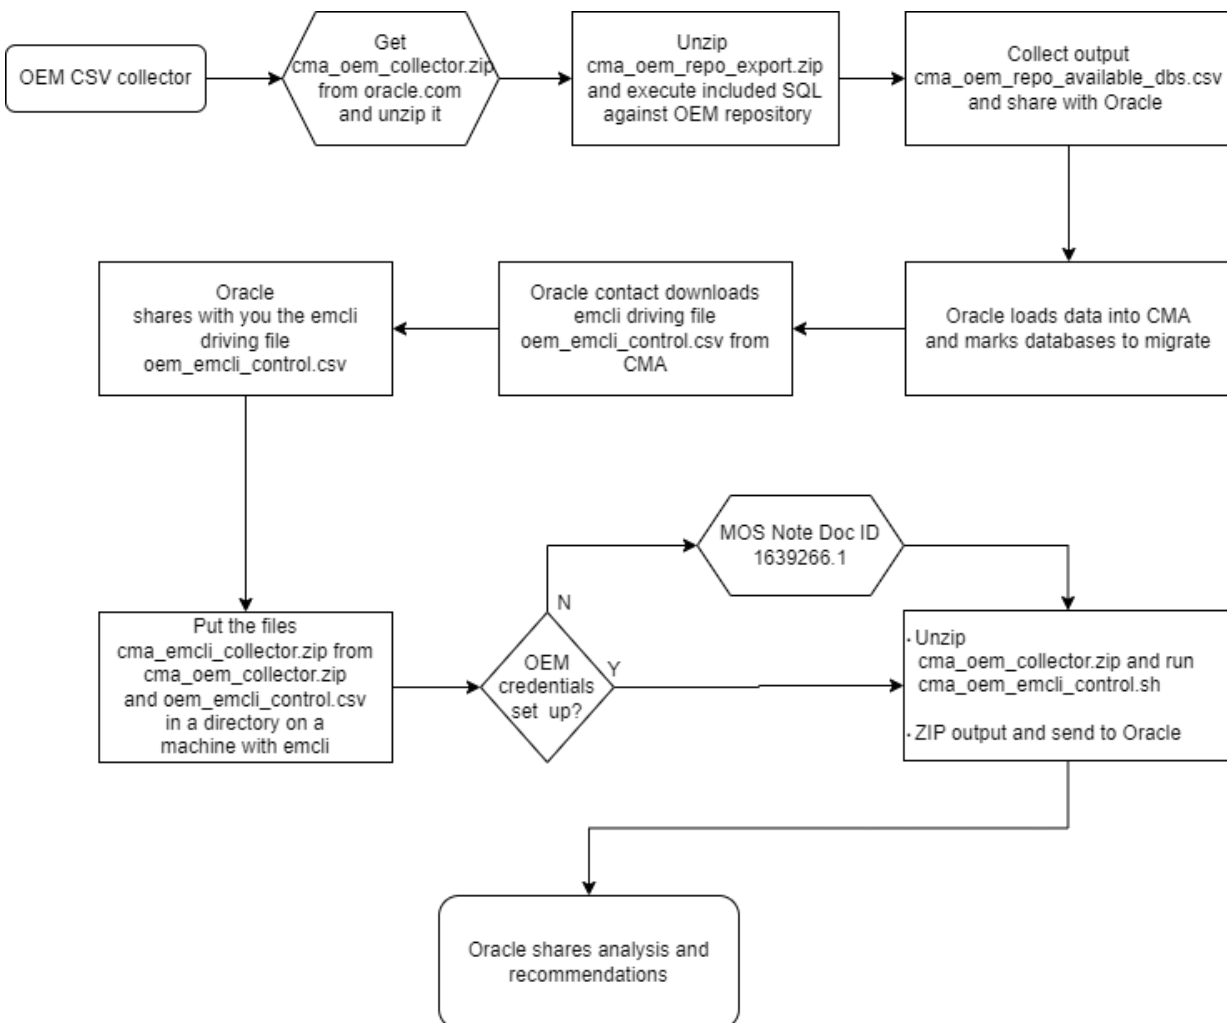 OEM CSV collector
Get
cma_oem_collector.zip
from oracle.com
and unzip it
Unzip
cma_oem_repo_export.zip
and execute included SQL
against OEM repository
Collect output
cma_oem_repo_available_dbs.csv
and share with Oracle
Oracle loads data into CMA
and marks databases to migrate
Oracle contact downloads
emcli driving file
oem_emcli_control.csv from
CMA
Oracle
shares with you the emcli
driving file
oem_emcli_control.csv
Put the files
cma_emcli_collector.zip from
cma_oem_collector.zip
and oem_emcli_control.csv
in a directory on a
machine with emcli
OEM
credentials
set up?
N
MOS Note Doc ID
1639266.1
Y
· Unzip
cma_oem_collector.zip and run
cma_oem_emcli_control.sh
· ZIP output and send to Oracle
Oracle shares analysis and
recommendations